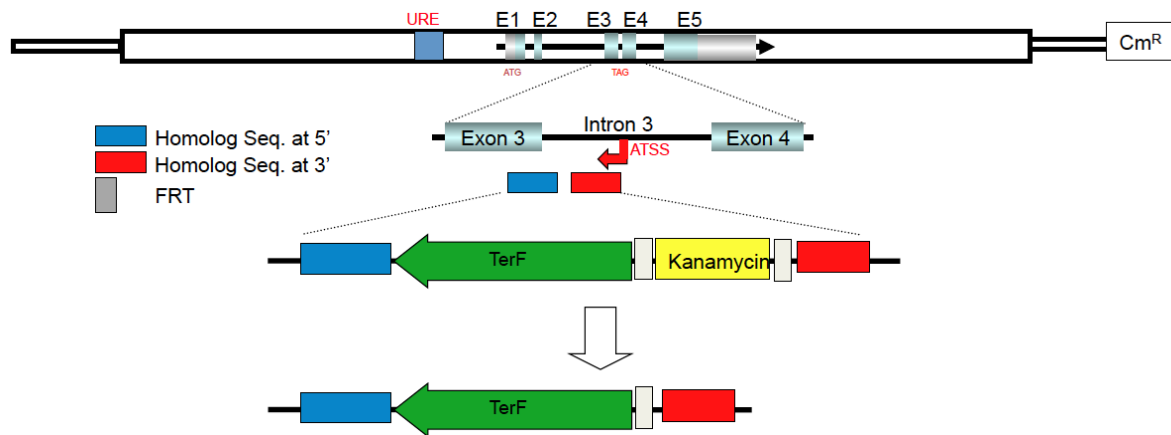 URE E1 E2 E3 E4 E5 Cm^R
ATG TAG
Exon 3 Intron 3 Exon 4
ATSS
Homolog Seq. at 5'
Homolog Seq. at 3'
FRT
TerF Kanamycin
TerF